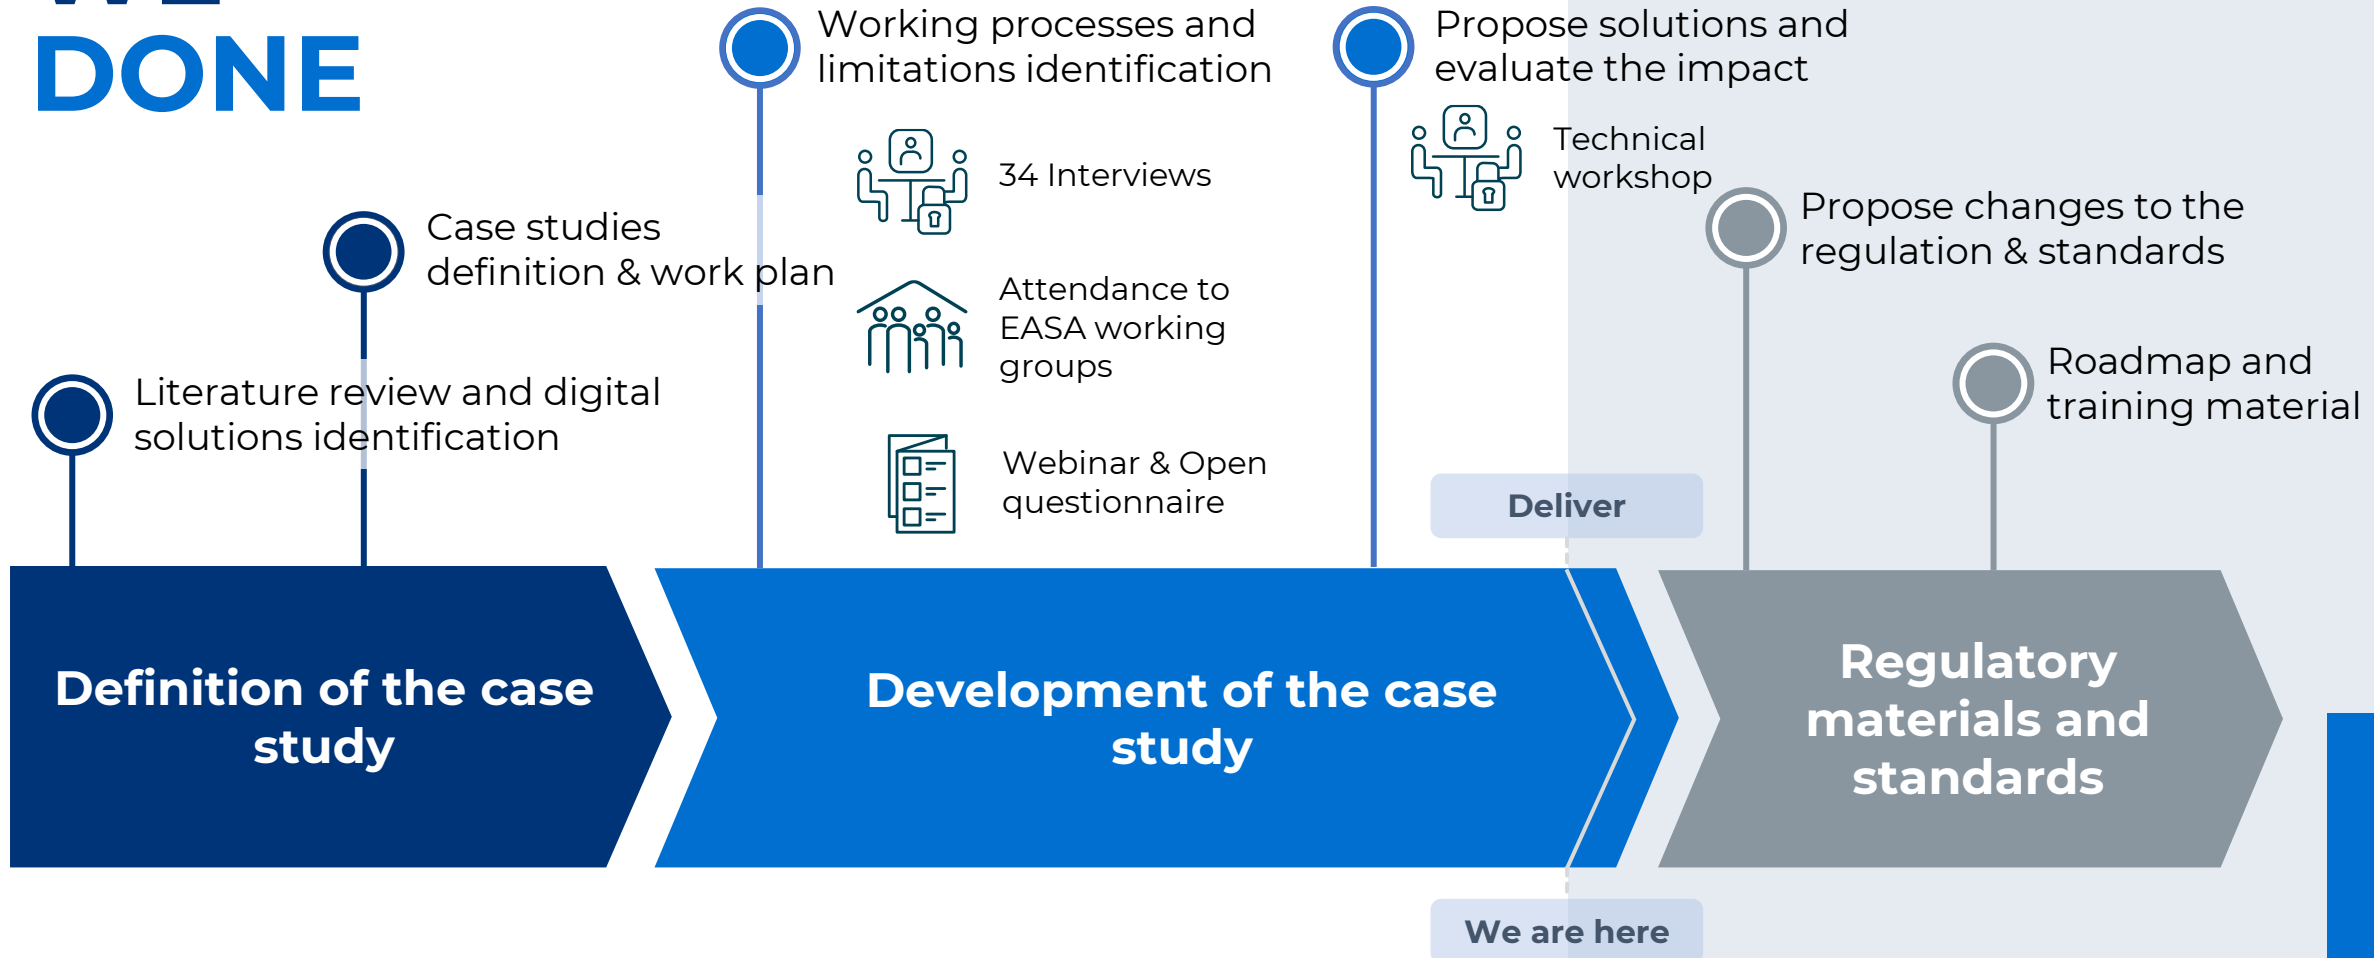 DONE
Working processes and
limitations identification
34 Interviews
Attendance to
EASA working
groups
Webinar & Open
questionnaire
Propose solutions and
evaluate the impact
Technical
workshop
Case studies
definition & work plan
Literature review and digital
solutions identification
Propose changes to the
regulation & standards
Roadmap and
training material
Deliver
Definition of the case
study
Development of the case
study
Regulatory
materials and
standards
We are here